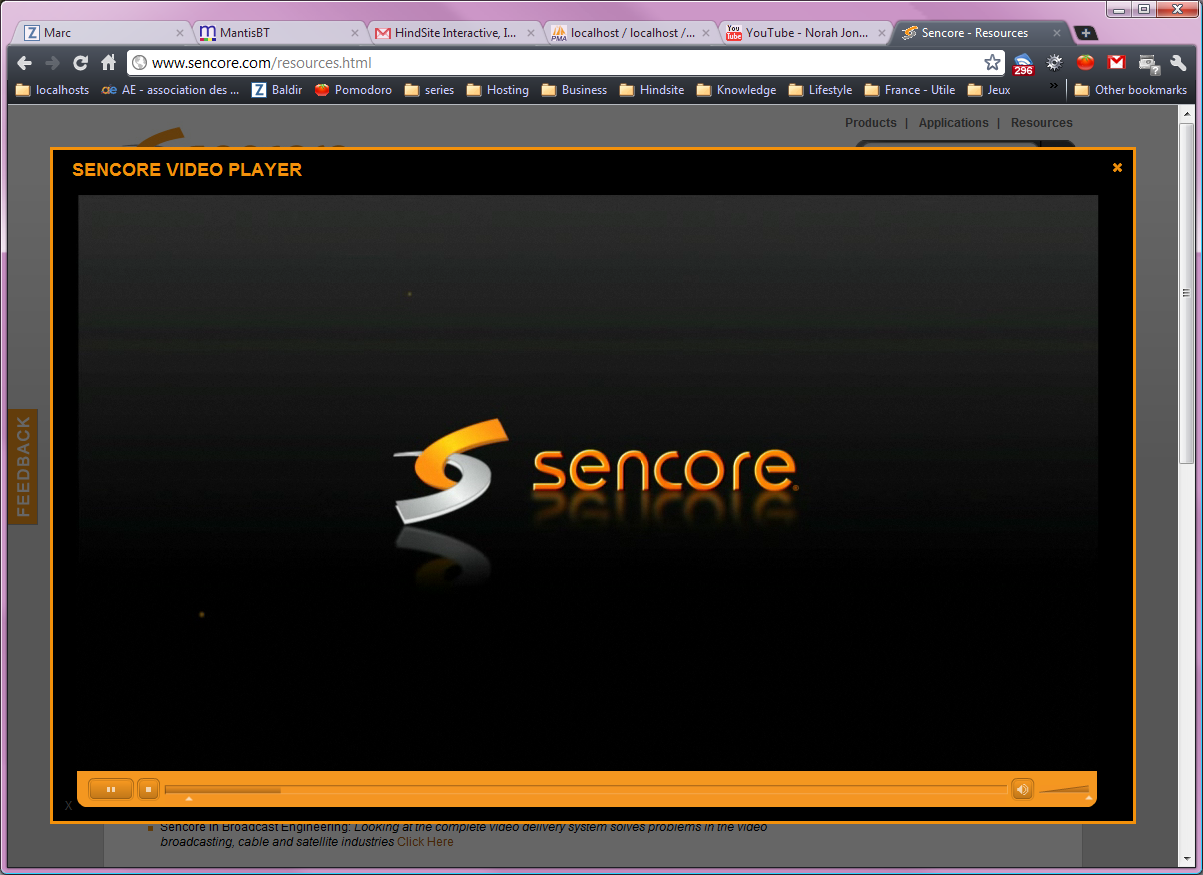 Marc
MantisBT
HindSite Interactive, I...
localhost / localhost /...
YouTube - Norah Jon...
Sencore - Resources
www.sencore.com/resources.html
296
localhosts
AE - association des ...
Baldir
Pomodoro
series
Hosting
Business
Hindsite
Knowledge
Lifestyle
France - Utile
Jeux
»
Other bookmarks
Products | Applications | Resources
SENCORE VIDEO PLAYER
FEEDBACK
sencore
X
Sencore in Broadcast Engineering: Looking at the complete video delivery system solves problems in the video
broadcasting, cable and satellite industries Click Here